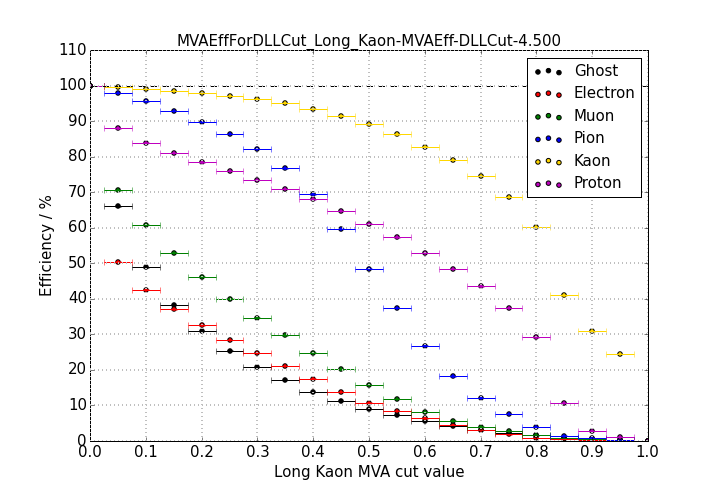 MVAEffForDLLCut_Long_Kaon-MVAEff-DLLCut-4.500
110
100
90
80
70
60
50
40
30
20
10
0
Efficiency / %
Ghost
Electron
Muon
Pion
Kaon
Proton
0.0 0.1 0.2 0.3 0.4 0.5 0.6 0.7 0.8 0.9 1.0
Long Kaon MVA cut value